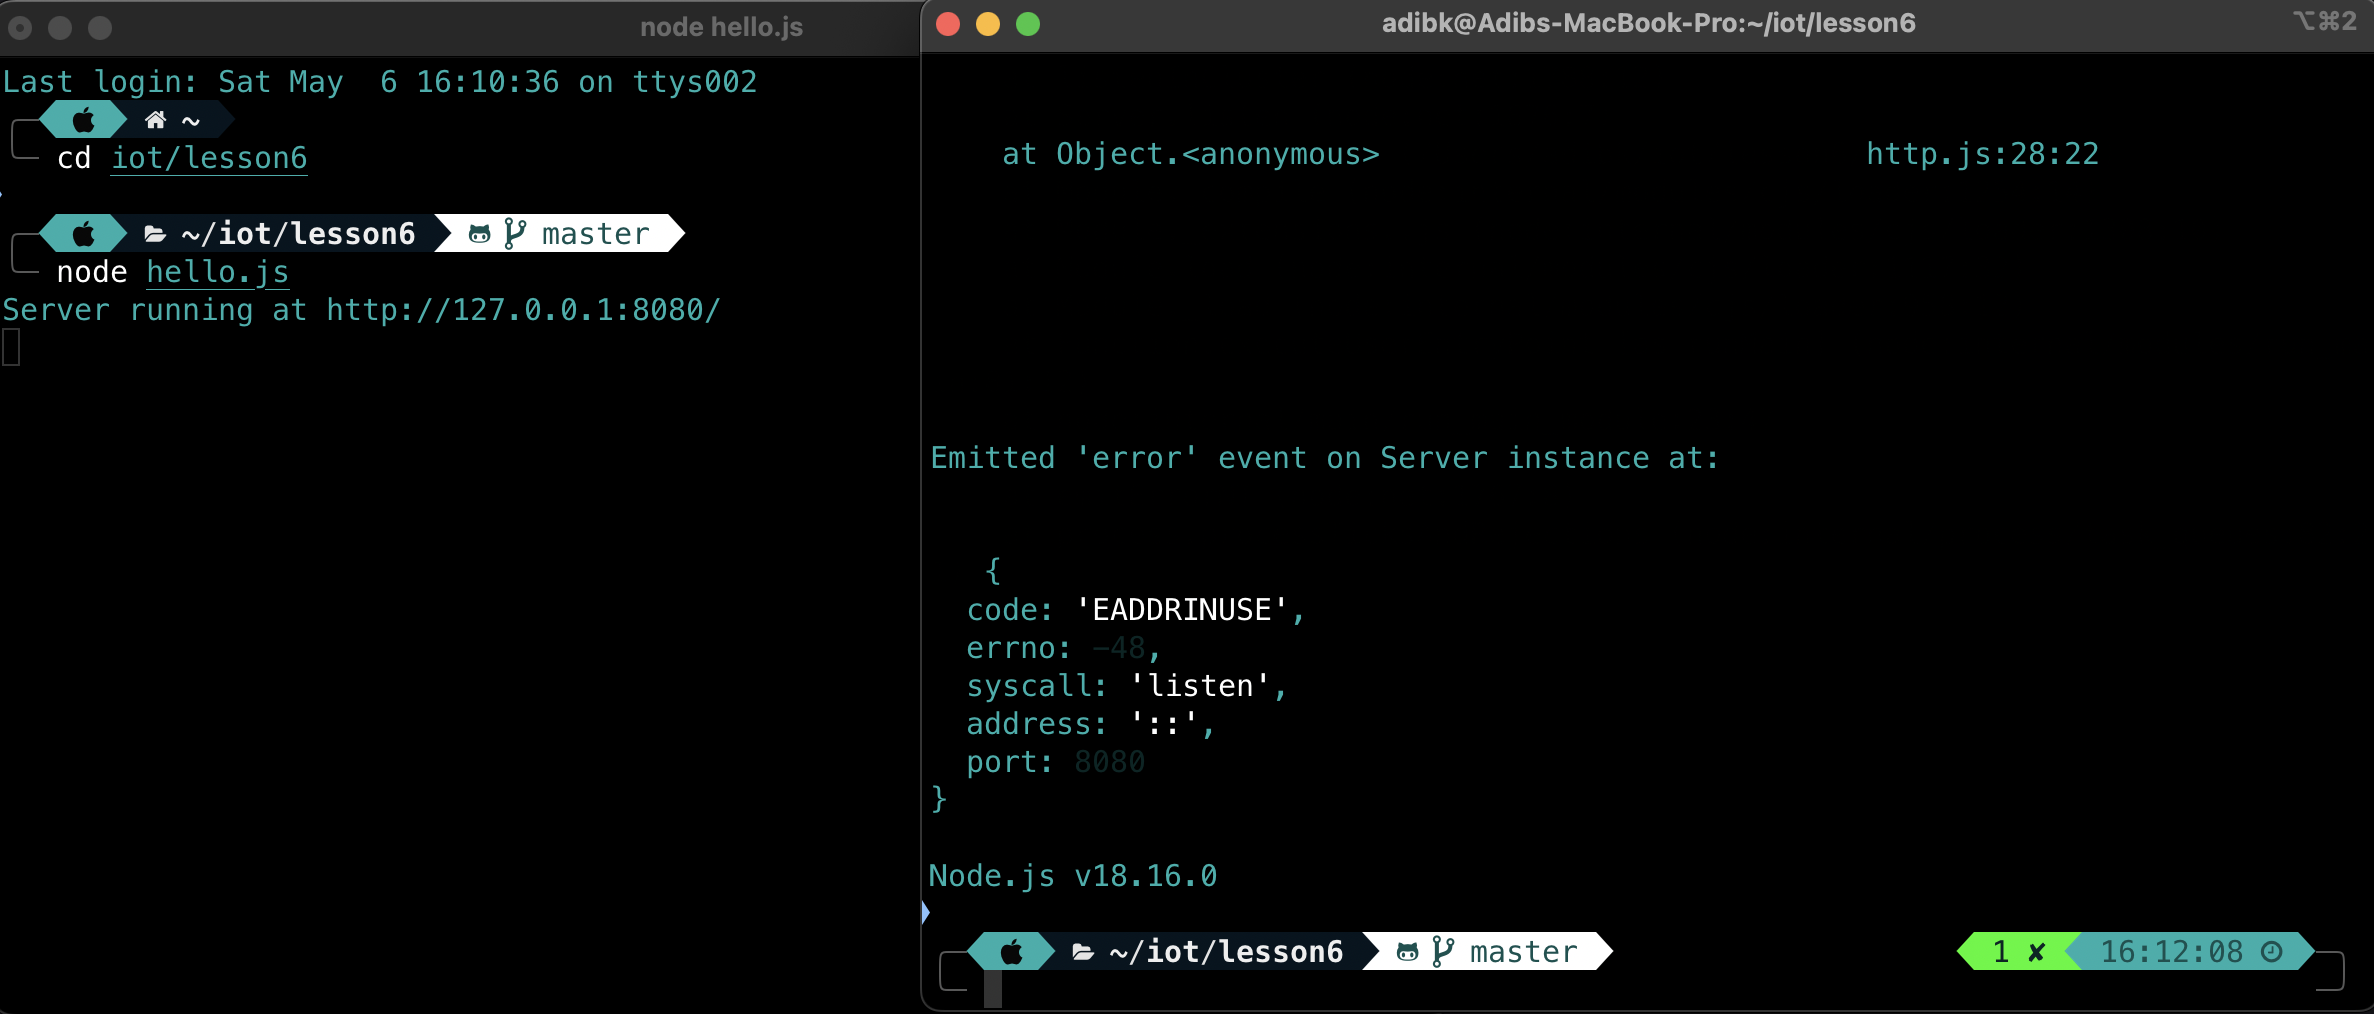 node hello.js
Last login: Sat May  6 16:10:36 on ttys002
~
cd iot/lesson6
~/iot/lesson6 master
node hello.js
Server running at http://127.0.0.1:8080/
adibk@Adibs-MacBook-Pro:~/iot/lesson6
⌥⌘2
at Object.<anonymous> http.js:28:22
Emitted 'error' event on Server instance at:
{
code: 'EADDRINUSE',
errno: -48,
syscall: 'listen',
address: '::',
port: 8080
}
Node.js v18.16.0
~/iot/lesson6 master 1 ✘ 16:12:08